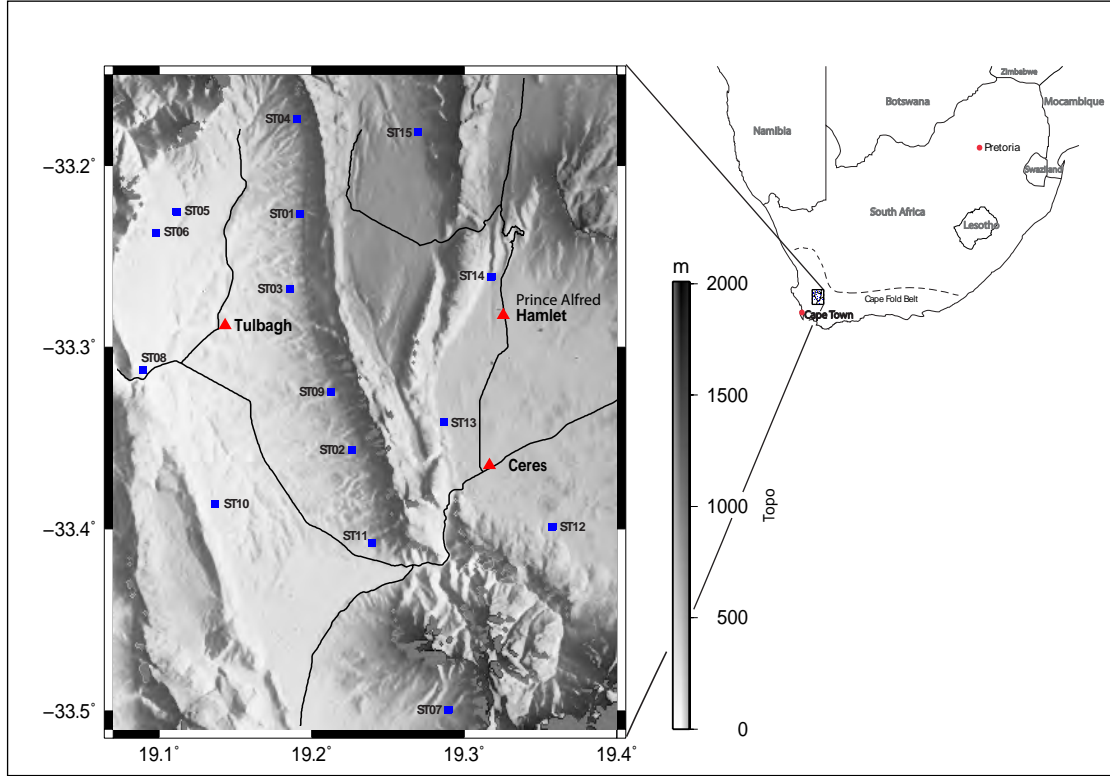 −33.2°
−33.3°
−33.4°
−33.5°
19.1°
19.2°
19.3°
19.4°
ST04
ST15
ST05
ST01
ST06
ST14
ST03
Prince Alfred
Hamlet
Tulbagh
ST08
ST09
ST13
ST02
Ceres
ST10
ST12
ST11
ST07
m
2000
1500
1000
500
0
Topo
Zimbabwe
Botswana
Mocambique
Namibia
Pretoria
Swaziland
South Africa
Lesotho
Cape Fold Belt
Cape Town